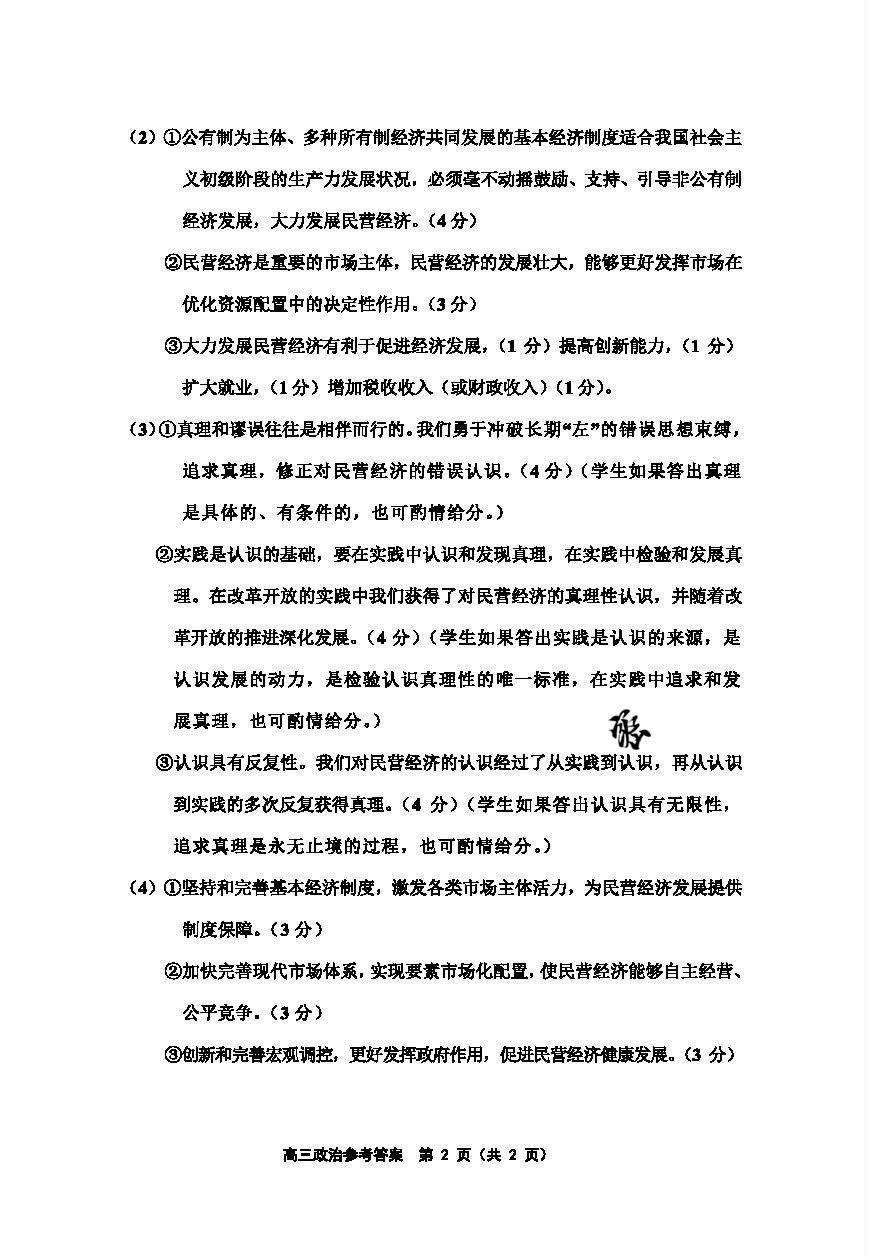 （2）①公有制为主体、多种所有制经济共同发展的基本经济制度适合我国社会主
义初级阶段的生产力发展状况，必须毫不动摇鼓励、支持、引导非公有制
经济发展，大力发展民营经济。（4 分）
②民营经济是重要的市场主体，民营经济的发展壮大，能够更好发挥市场在
优化资源配置中的决定性作用。（3 分）
③大力发展民营经济有利于促进经济发展，（1 分）提高创新能力，（1 分）
扩大就业，（1 分）增加税收收入（或财政收入）（1 分）。
（3）①真理和谬误往往是相伴而行的。我们勇于冲破长期“左”的错误思想束缚，
追求真理，修正对民营经济的错误认识。（4 分）（学生如果答出真理
是具体的、有条件的，也可酌情给分。）
②实践是认识的基础，要在实践中认识和发现真理，在实践中检验和发展真
理。在改革开放的实践中我们获得了对民营经济的真理性认识，并随着改
革开放的推进深化发展。（4 分）（学生如果答出实践是认识的来源，是
认识发展的动力，是检验认识真理性的唯一标准，在实践中追求和发
展真理，也可酌情给分。）
③认识具有反复性。我们对民营经济的认识经过了从实践到认识，再从认识
到实践的多次反复获得真理。（4 分）（学生如果答出认识具有无限性，
追求真理是永无止境的过程，也可酌情给分。）
（4）①坚持和完善基本经济制度，激发各类市场主体活力，为民营经济发展提供
制度保障。（3 分）
②加快完善现代市场体系，实现要素市场化配置，使民营经济能够自主经营、
公平竞争。（3 分）
③创新和完善宏观调控，更好发挥政府作用，促进民营经济健康发展。（3 分）
高三政治参考答案 第 2 页（共 2 页）